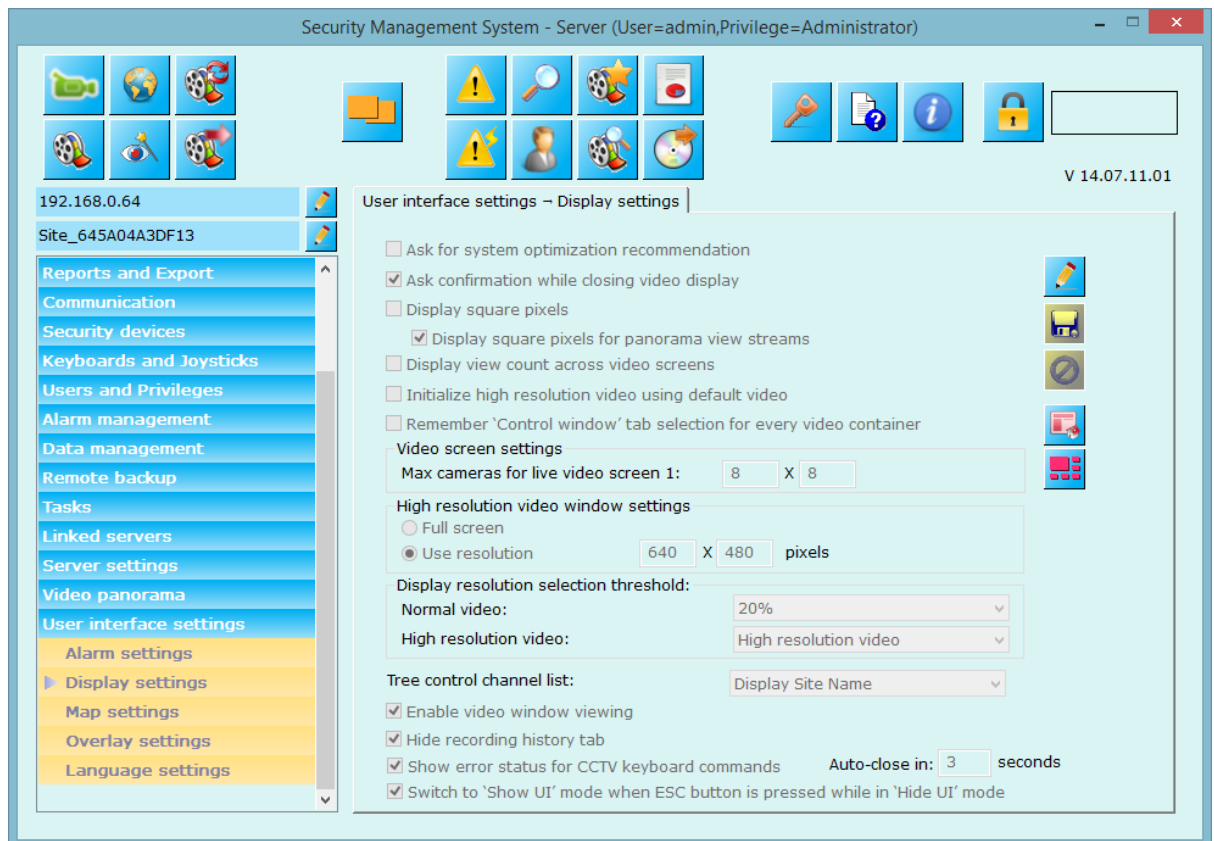 Security Management System - Server (User=admin,Privilege=Administrator)
V 14.07.11.01
192.168.0.64
Site_645A04A3DF13
Reports and Export
Communication
Security devices
Keyboards and Joysticks
Users and Privileges
Alarm management
Data management
Remote backup
Tasks
Linked servers
Server settings
Video panorama
User interface settings
Alarm settings
Display settings
Map settings
Overlay settings
Language settings
User interface settings → Display settings
Ask for system optimization recommendation
Ask confirmation while closing video display
Display square pixels
Display square pixels for panorama view streams
Display view count across video screens
Initialize high resolution video using default video
Remember ‘Control window’ tab selection for every video container
Video screen settings
Max cameras for live video screen 1: 8 X 8
High resolution video window settings
Full screen
Use resolution 640 X 480 pixels
Display resolution selection threshold:
Normal video: 20%
High resolution video: High resolution video
Tree control channel list: Display Site Name
Enable video window viewing
Hide recording history tab
Show error status for CCTV keyboard commands Auto-close in: 3 seconds
Switch to ‘Show UI’ mode when ESC button is pressed while in ‘Hide UI’ mode